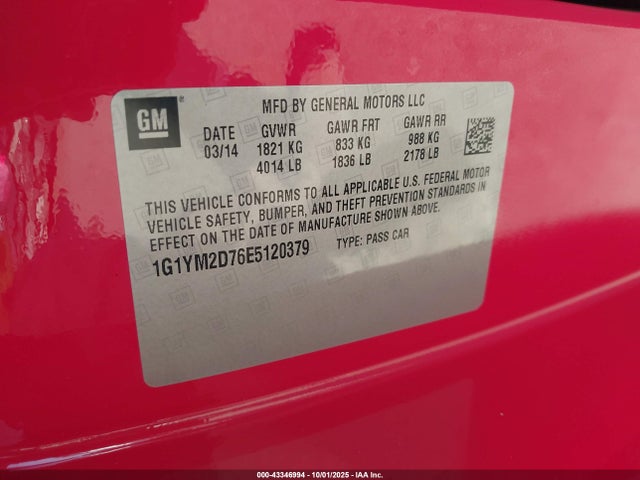 GM
MFD BY GENERAL MOTORS LLC
DATE GVWR GAWR FRT GAWR RR
03/14 1821 KG 833 KG 988 KG
4014 LB 1836 LB 2178 LB
THIS VEHICLE CONFORMS TO ALL APPLICABLE U.S. FEDERAL MOTOR
VEHICLE SAFETY, BUMPER, AND THEFT PREVENTION STANDARDS IN
EFFECT ON THE DATE OF MANUFACTURE SHOWN ABOVE.
1G1YM2D76E5120379 TYPE: PASS CAR
000-43346994 | 10/01/2025 | IAA Inc.